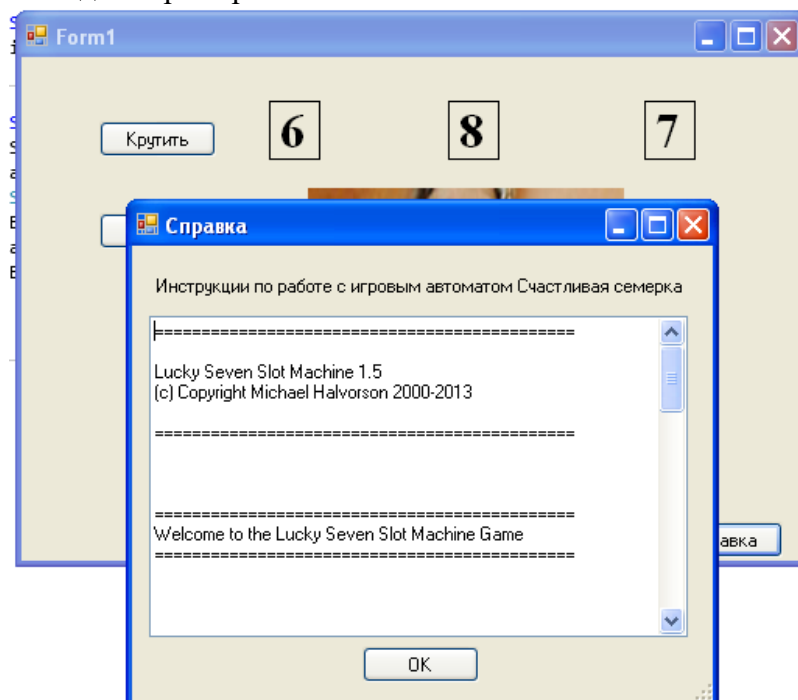 Form1
Крутить
6
8
7
Справка
Инструкции по работе с игровым автоматом Счастливая семерка
=============================================
Lucky Seven Slot Machine 1.5
(c) Copyright Michael Halvorson 2000-2013
=============================================
=============================================
Welcome to the Lucky Seven Slot Machine Game
=============================================
авка
OK